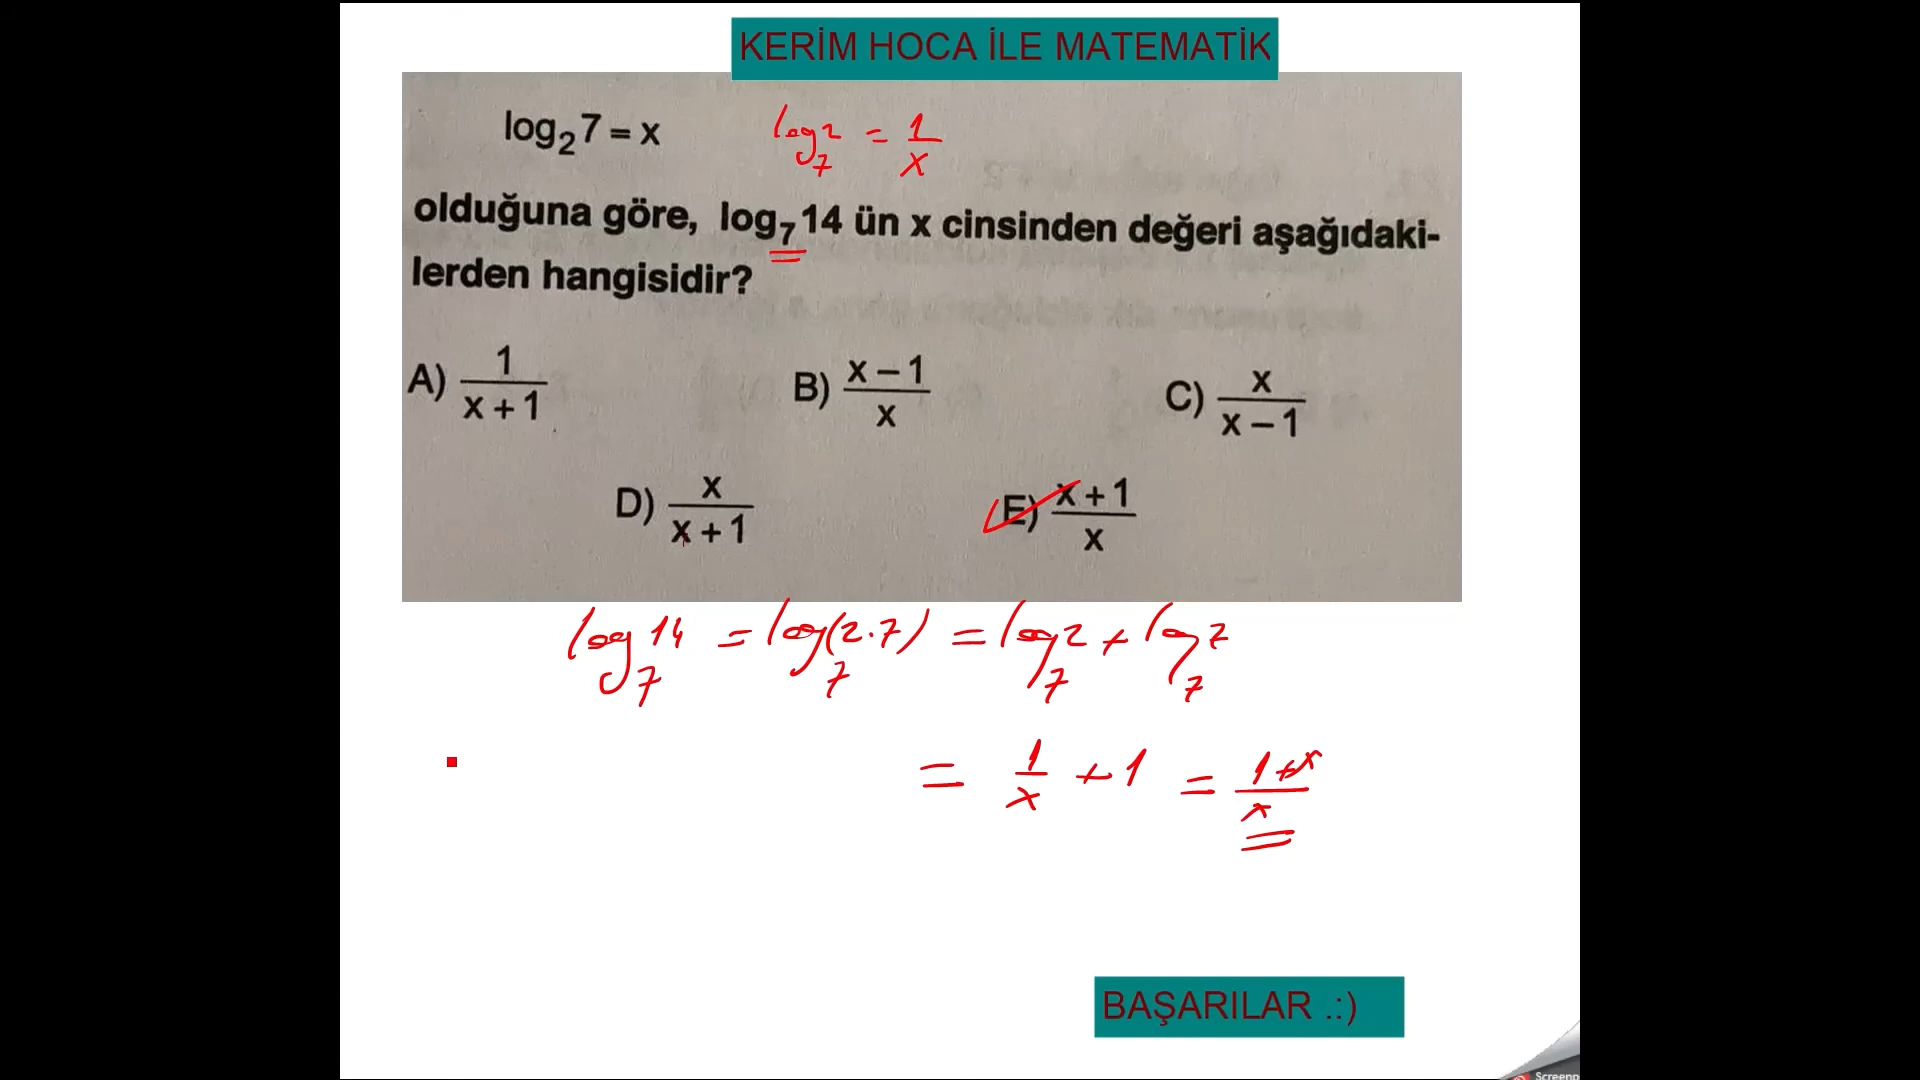 KERİM HOCA İLE MATEMATİK
log₂7 = x
log₇2 = 1/x
olduğuna göre, log₇14 ün x cinsinden değeri aşağıdaki-
lerden hangisidir?
A) 1/(x + 1)
B) (x – 1)/x
C) x/(x – 1)
D) x/(x + 1)
E) (x + 1)/x
log₇14 = log₇(2.7) = log₇2 + log₇7
= 1/x + 1 = (1+x)/x
BAŞARILAR .:)